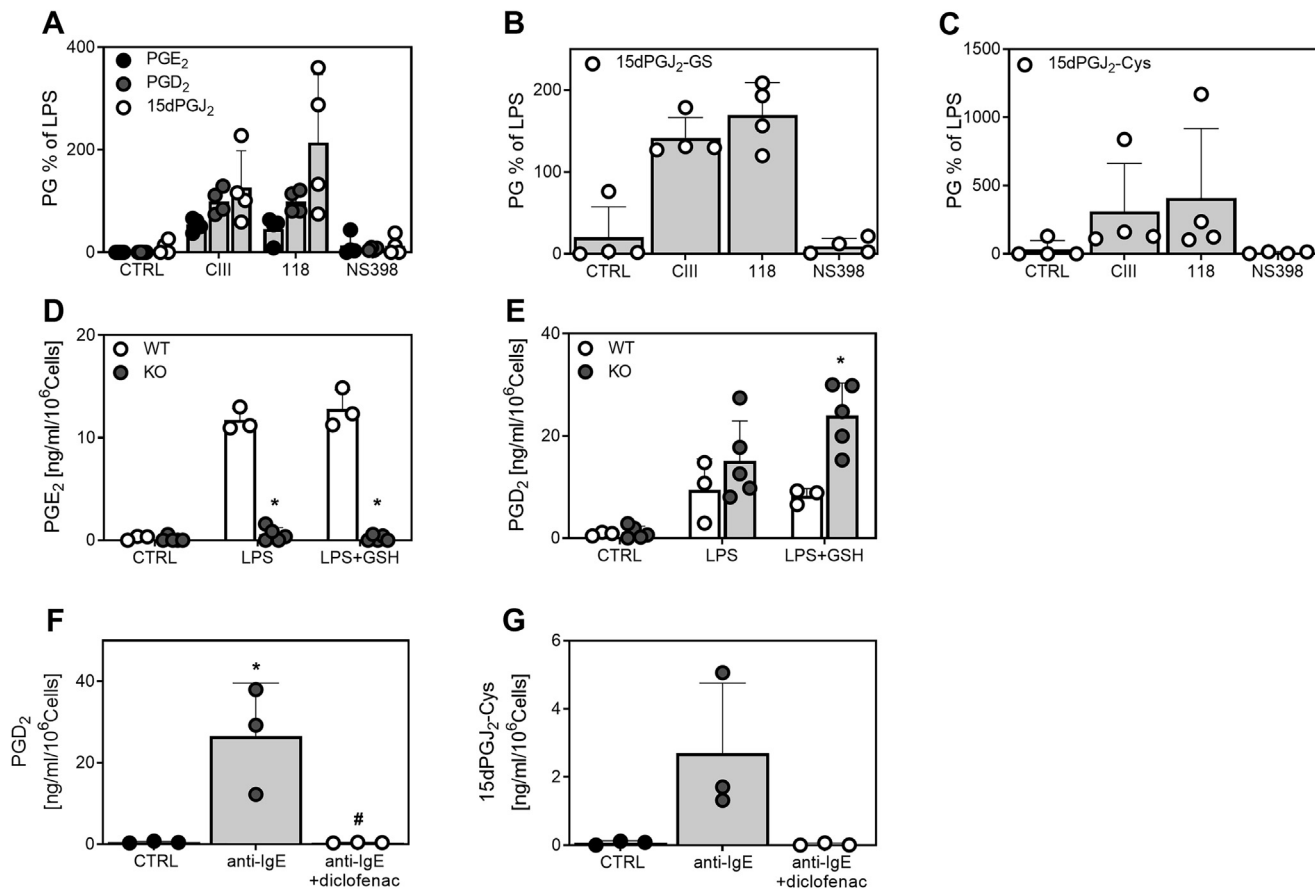 A
PG % of LPS
400
200
0
PGE2
PGD2
15dPGJ2
CTRL CIII 118 NS398
B
PG % of LPS
200
100
0
15dPGJ2-GS
CTRL CIII 118 NS398
C
PG % of LPS
1500
1000
500
0
15dPGJ2-Cys
CTRL CIII 118 NS398
D
PGE2 [ng/ml/10^6Cells]
20
10
0
WT
KO
* *
CTRL LPS LPS+GSH
E
PGD2 [ng/ml/10^6Cells]
40
20
0
WT
KO
*
CTRL LPS LPS+GSH
F
PGD2
[ng/ml/10^6Cells]
40
20
0
*
#
CTRL anti-IgE anti-IgE
+diclofenac
G
15dPGJ2-Cys
[ng/ml/10^6Cells]
6
4
2
0
CTRL anti-IgE anti-IgE
+diclofenac